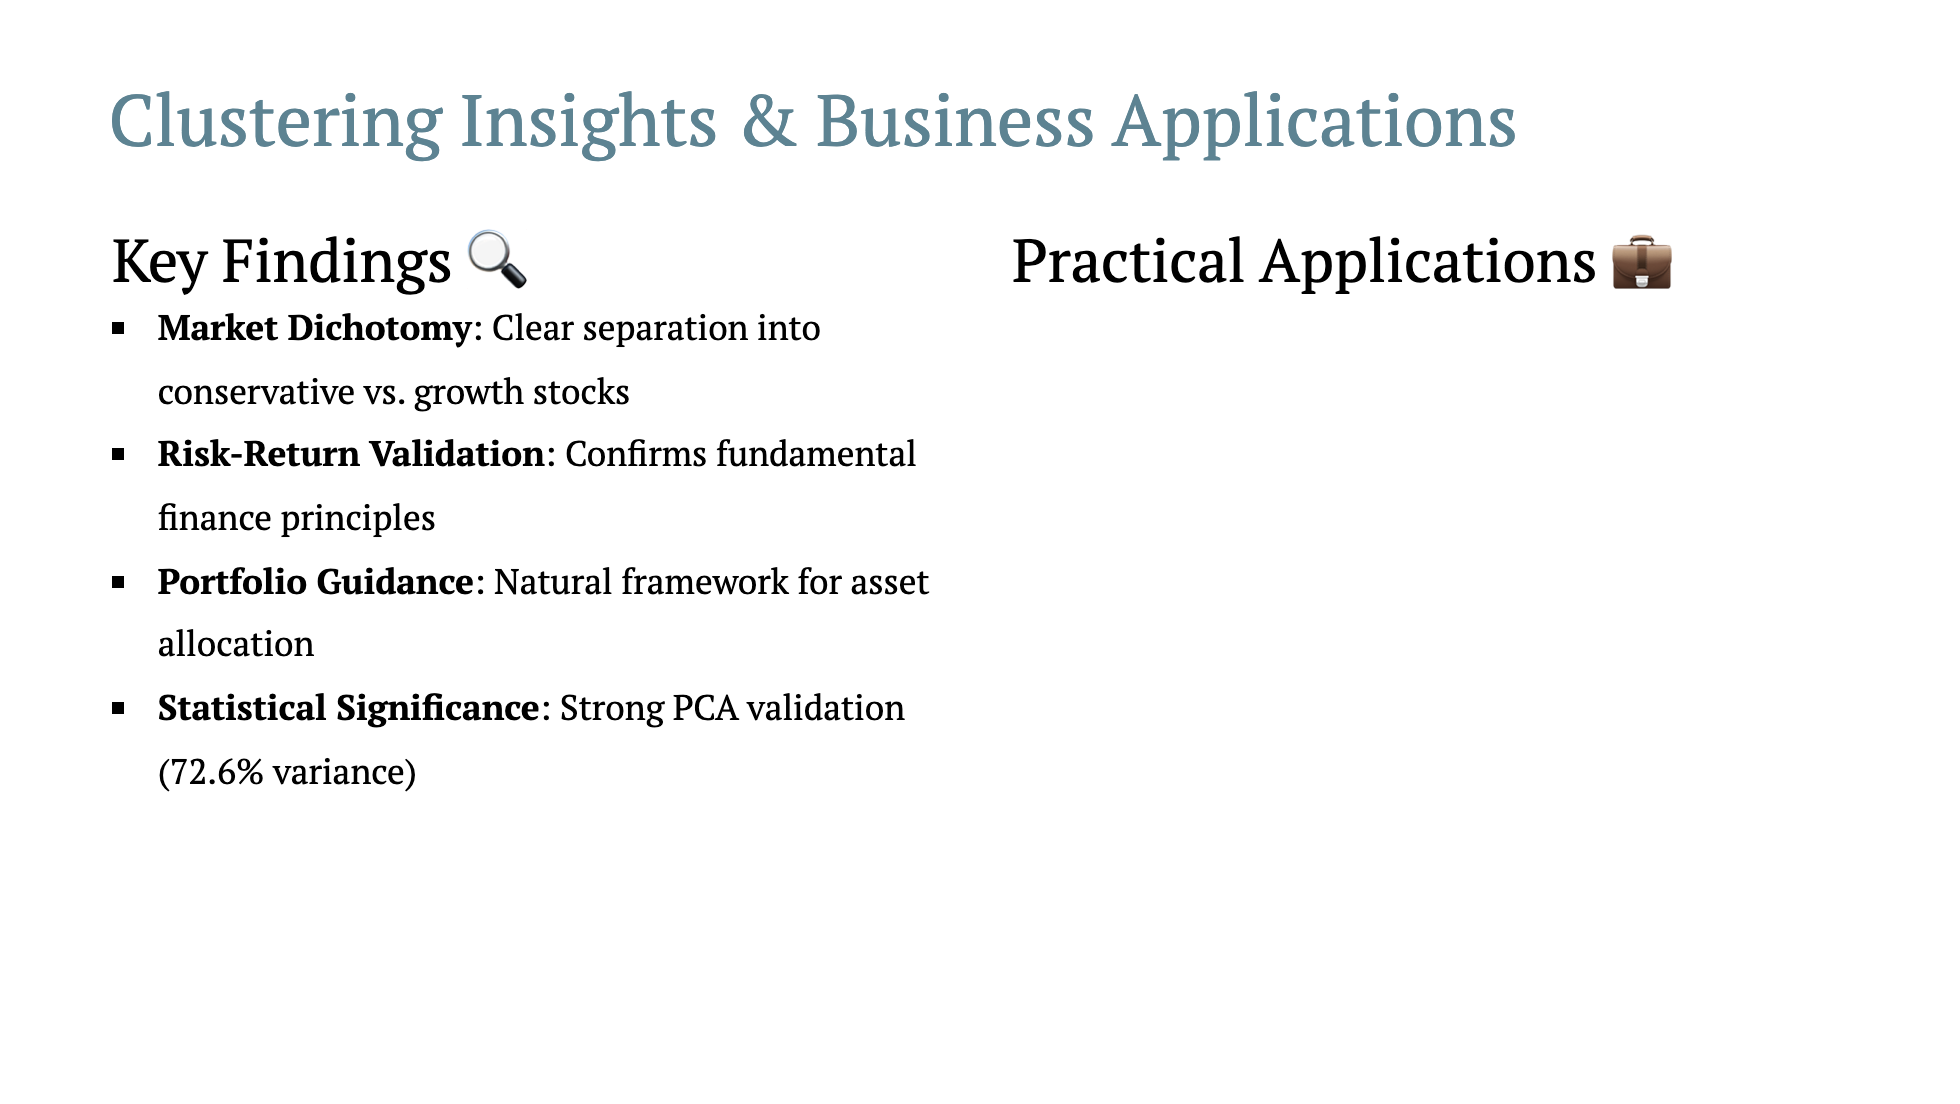 Clustering Insights & Business Applications
Key Findings 🔍
▪ Market Dichotomy: Clear separation into
conservative vs. growth stocks
▪ Risk-Return Validation: Confirms fundamental
finance principles
▪ Portfolio Guidance: Natural framework for asset
allocation
▪ Statistical Significance: Strong PCA validation
(72.6% variance)
Practical Applications 💼